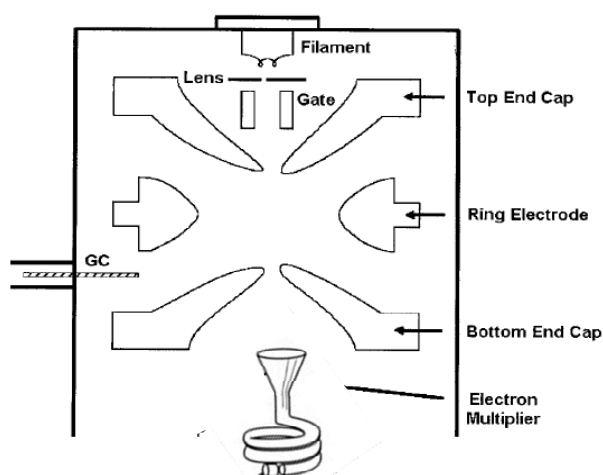 Filament
Lens
Gate
Top End Cap
Ring Electrode
GC
Bottom End Cap
Electron
Multiplier